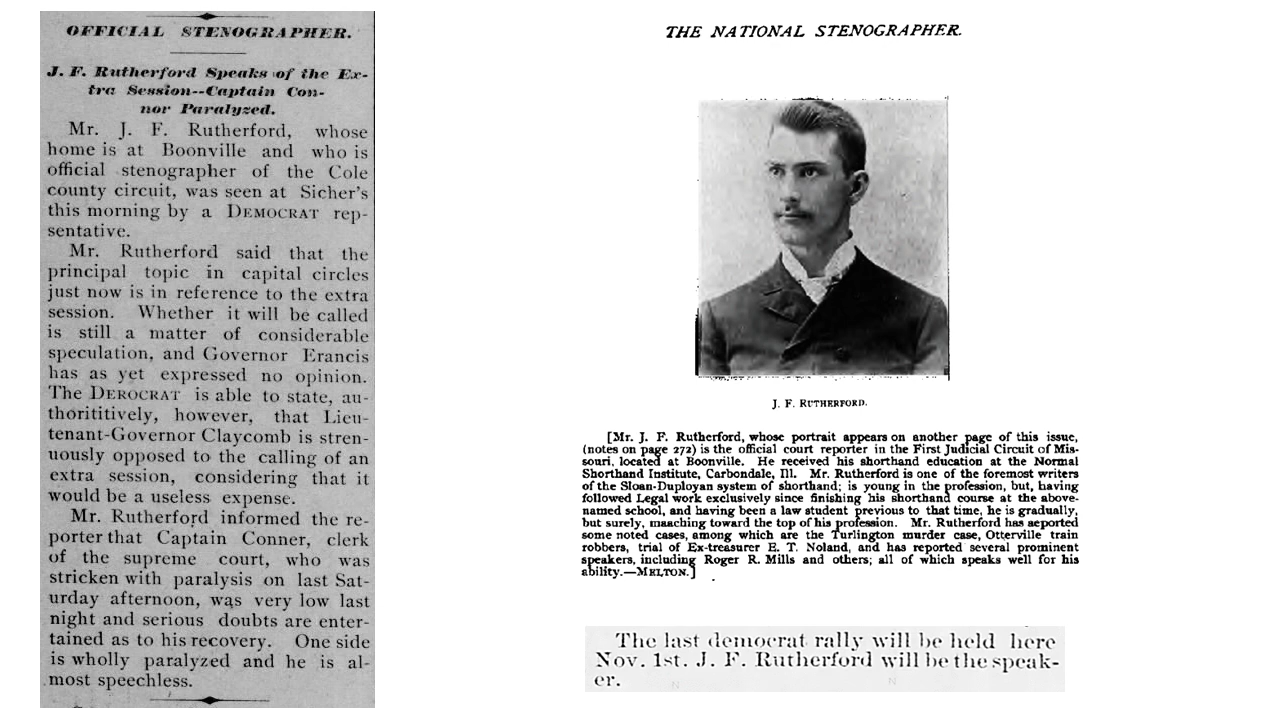 OFFICIAL STENOGRAPHER.
J. F. Rutherford Speaks of the Ex-
tra Session--Captain Con-
nor Paralyzed.
Mr. J. F. Rutherford, whose
home is at Boonville and who is
official stenographer of the Cole
county circuit, was seen at Sicher's
this morning by a DEMOCRAT rep-
sentative.
Mr. Rutherford said that the
principal topic in capital circles
just now is in reference to the extra
session. Whether it will be called
is still a matter of considerable
speculation, and Governor Erancis
has as yet expressed no opinion.
The DEROCRAT is able to state, au-
thorititively, however, that Lieu-
tenant-Governor Claycomb is stren-
uously opposed to the calling of an
extra session, considering that it
would be a useless expense.
Mr. Rutherford informed the re-
porter that Captain Conner, clerk
of the supreme court, who was
stricken with paralysis on last Sat-
urday afternoon, was very low last
night and serious doubts are enter-
tained as to his recovery. One side
is wholly paralyzed and he is al-
most speechless.
THE NATIONAL STENOGRAPHER.
J. F. RUTHERFORD.
[Mr. J. F. Rutherford, whose portrait appears on another page of this issue,
(notes on page 272) is the official court reporter in the First Judicial Circuit of Mis-
souri, located at Boonville. He received his shorthand education at the Normal
Shorthand Institute, Carbondale, Ill. Mr. Rutherford is one of the foremost writers
of the Sloan-Duployan system of shorthand; is young in the profession, but, having
followed Legal work exclusively since finishing his shorthand course at the above-
named school, and having been a law student previous to that time, he is gradually,
but surely, maaching toward the top of his profession. Mr. Rutherford has aeported
some noted cases, among which are the Turlington murder case, Otterville train
robbers, trial of Ex-treasurer E. T. Noland, and has reported several prominent
speakers, including Roger R. Mills and others; all of which speaks well for his
ability.—MELTON.]
The last democrat rally will be held here
Nov. 1st. J. F. Rutherford will be the speak-
er.